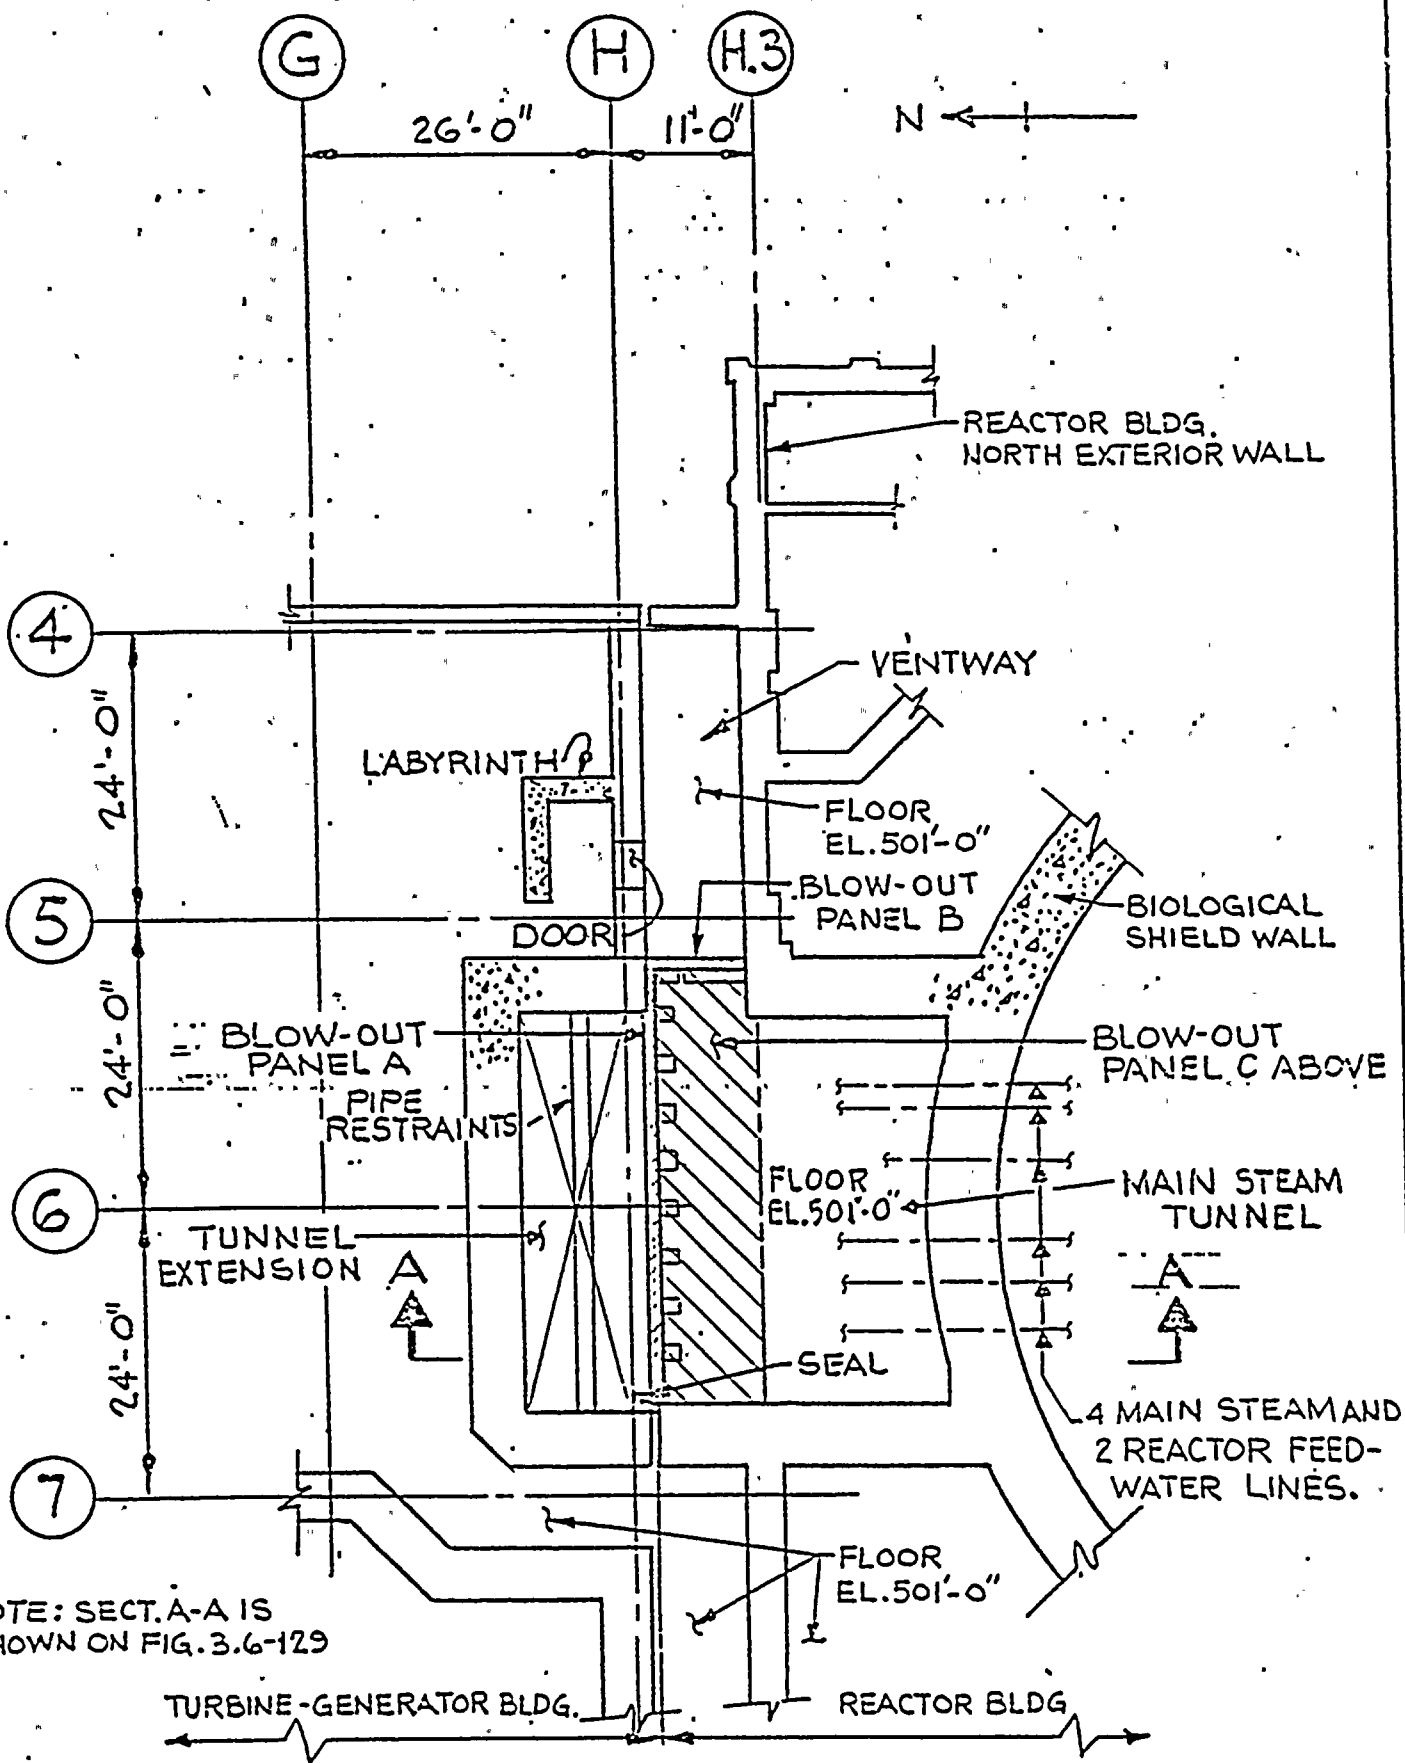 G
H
H.3
26'-0"
11'-0"
N
REACTOR BLDG.
NORTH EXTERIOR WALL
4
VENTWAY
24'-0"
LABYRINTH
FLOOR
EL.501'-0"
BLOW-OUT
PANEL B
5
DOOR
BIOLOGICAL
SHIELD WALL
24'-0"
BLOW-OUT
PANEL A
BLOW-OUT
PANEL C ABOVE
PIPE
RESTRAINTS
6
FLOOR
EL.501'-0"
MAIN STEAM
TUNNEL
TUNNEL
EXTENSION
A
A
24'-0"
SEAL
4 MAIN STEAM AND
2 REACTOR FEED-
WATER LINES.
7
FLOOR
EL.501'-0"
OTE: SECT. A-A IS
HOWN ON FIG. 3.6-129
TURBINE-GENERATOR BLDG.
REACTOR BLDG